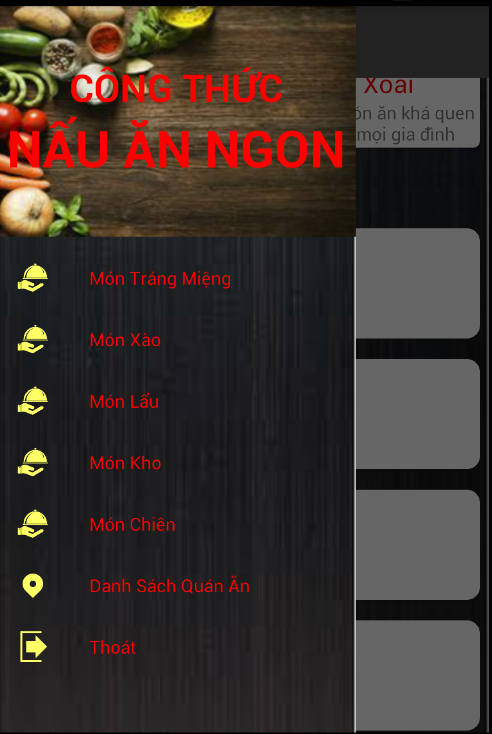 CÔNG THỨC
NẤU ĂN NGON
Xoài
ón ăn khá quen
mọi gia đình
Món Tráng Miệng
Món Xào
Món Lẩu
Món Kho
Món Chiên
Danh Sách Quán Ăn
Thoát